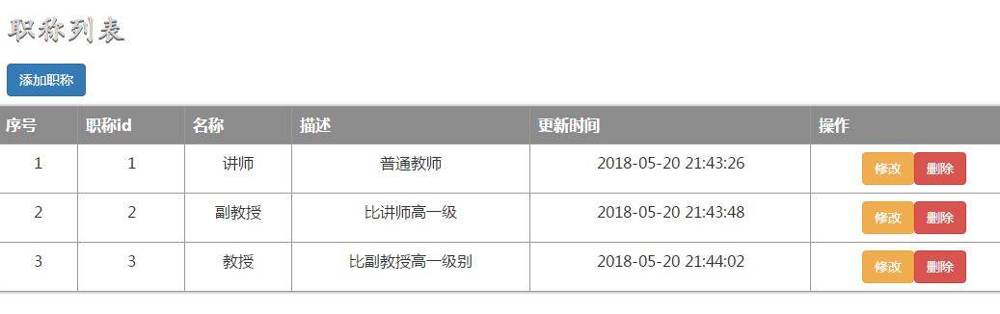 职称列表
添加职称
序号 职称id 名称 描述 更新时间 操作
1 1 讲师 普通教师 2018-05-20 21:43:26 修改 删除
2 2 副教授 比讲师高一级 2018-05-20 21:43:48 修改 删除
3 3 教授 比副教授高一级别 2018-05-20 21:44:02 修改 删除